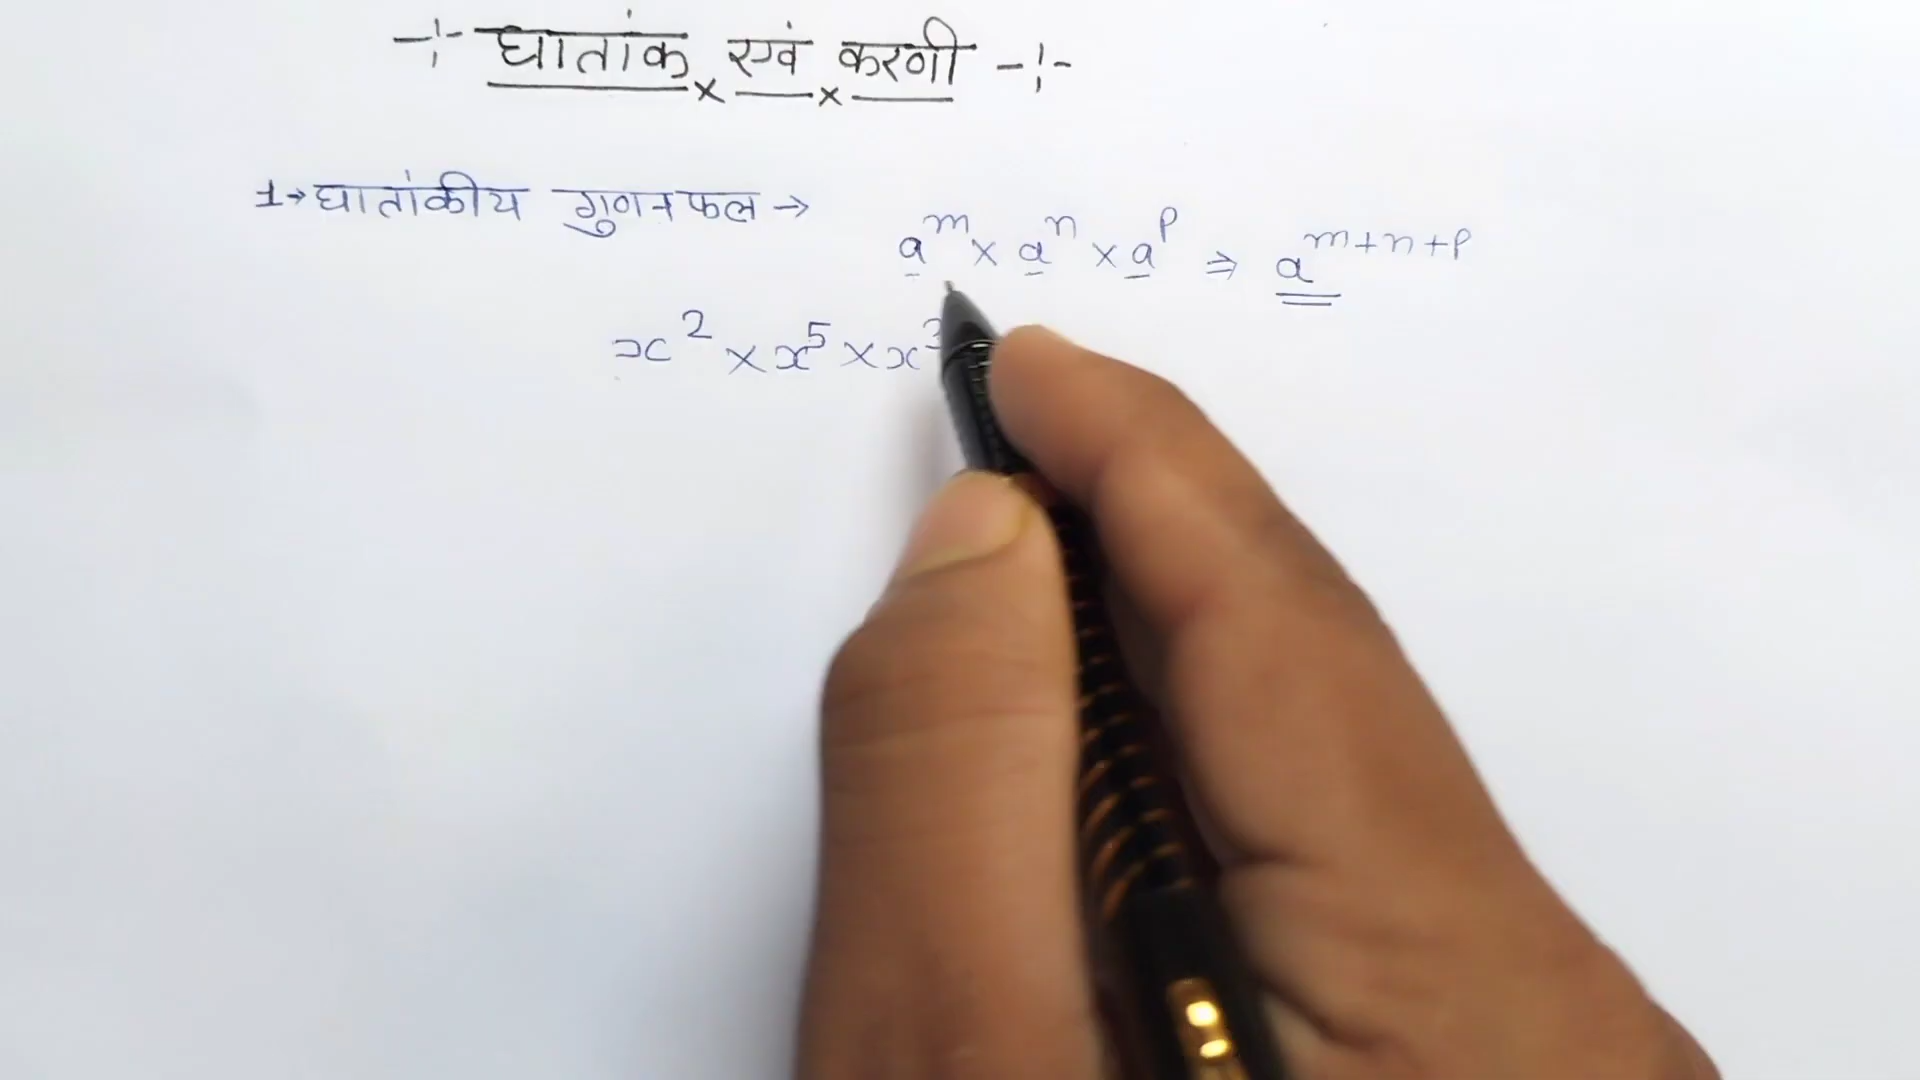 -:- घातांक एवं करणी -:-
1→ घातांकीय गुणनफल →
a^m × a^n × a^p ⇒ a^(m+n+p)
x^2 × x^5 × x^3